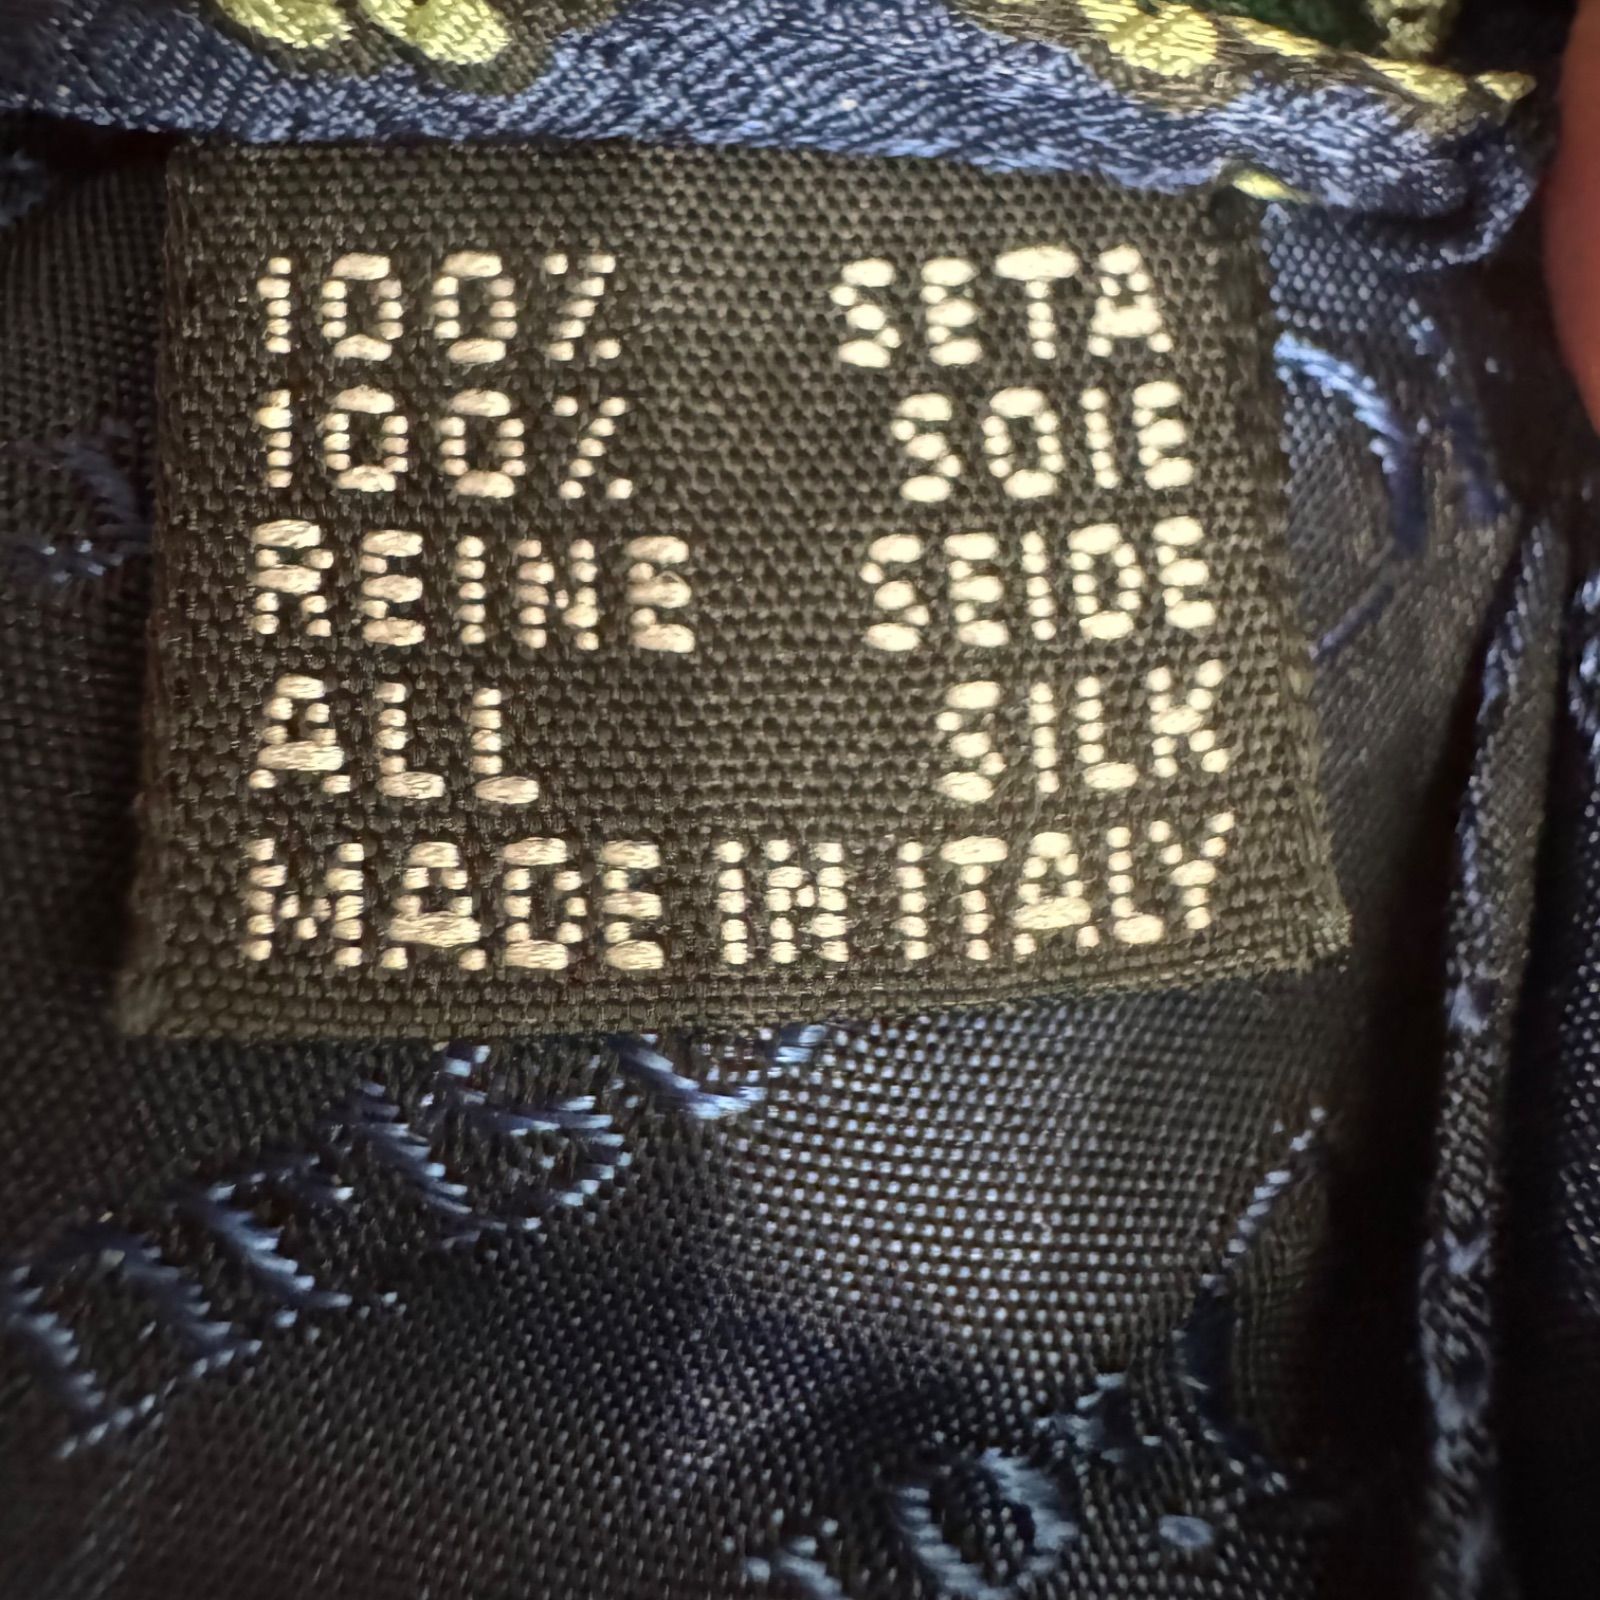 100% SETA
100% SOIE
REINE SEIDE
ALL SILK
MADE IN ITALY